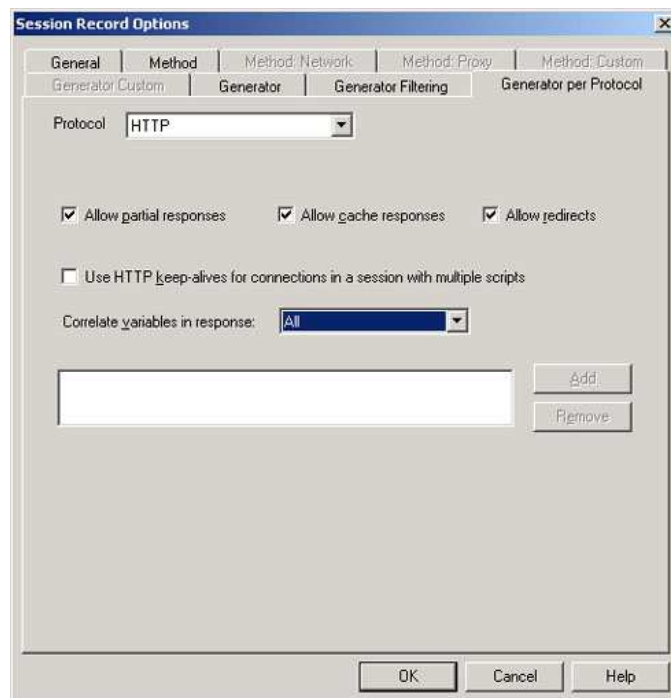 Session Record Options
General Method Method: Network Method: Proxy Method: Custom
Generator Custom Generator Generator Filtering Generator per Protocol
Protocol HTTP
Allow partial responses Allow cache responses Allow redirects
Use HTTP keep-alives for connections in a session with multiple scripts
Correlate variables in response: All
Add
Remove
OK Cancel Help